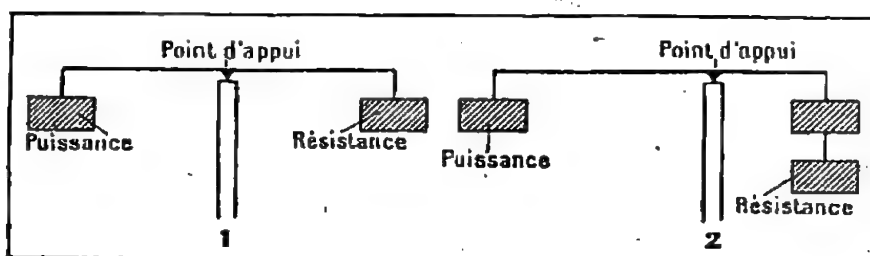 Point d'appui
Puissance
Résistance
1
Point d'appui
Puissance
Résistance
2